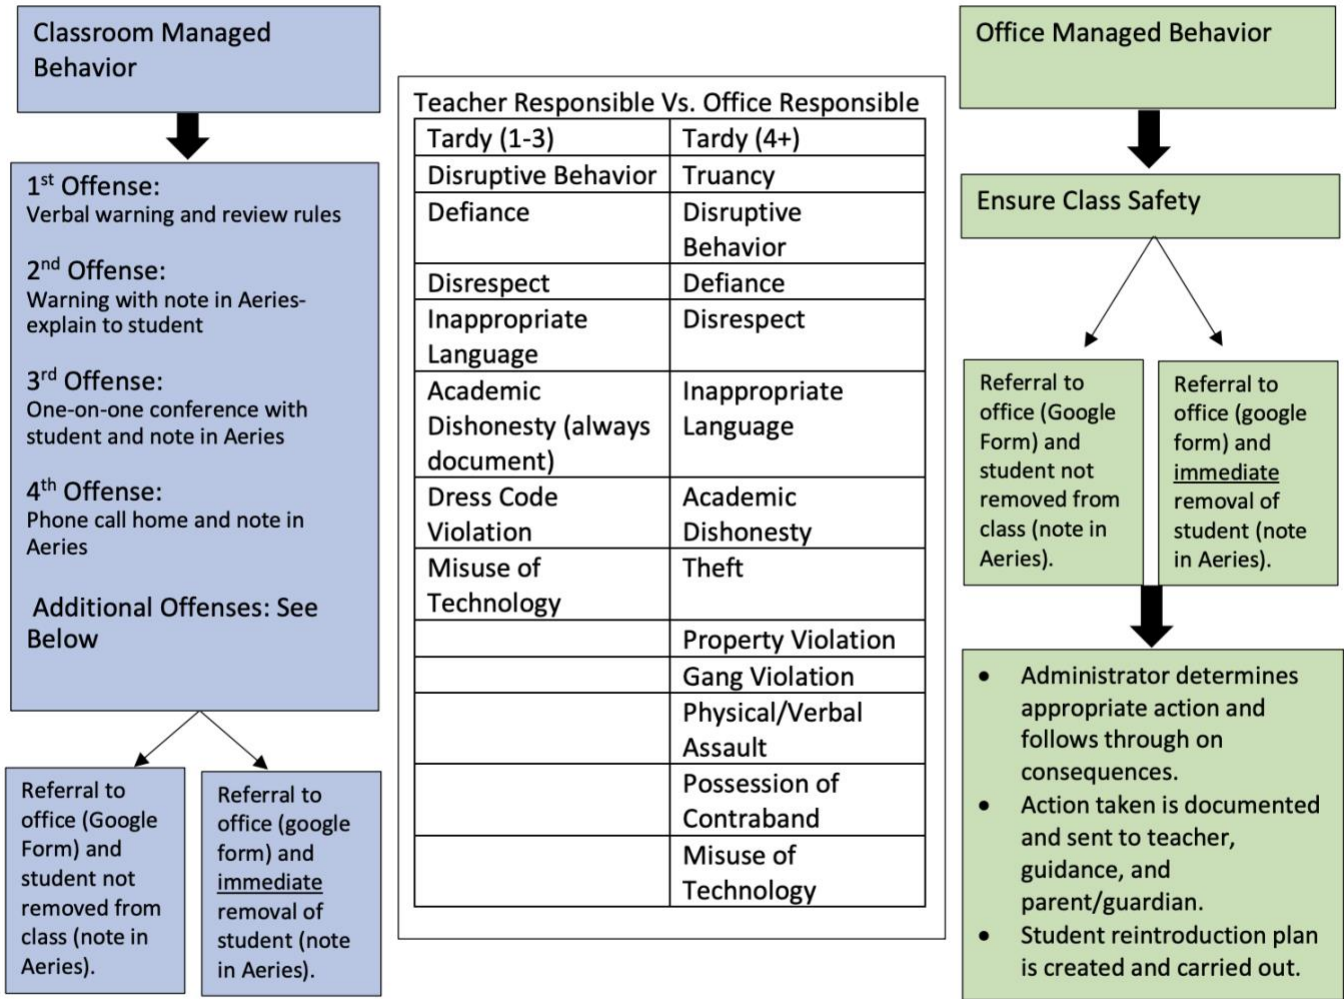 Classroom Managed
Behavior
1st Offense:
Verbal warning and review rules
2nd Offense:
Warning with note in Aeries-
explain to student
3rd Offense:
One-on-one conference with
student and note in Aeries
4th Offense:
Phone call home and note in
Aeries
Additional Offenses: See
Below
Referral to
office (Google
Form) and
student not
removed from
class (note in
Aeries).
Referral to
office (google
form) and
immediate
removal of
student (note
in Aeries).
Teacher Responsible Vs. Office Responsible
Tardy (1-3)
Tardy (4+)
Disruptive Behavior
Truancy
Defiance
Disruptive
Behavior
Disrespect
Defiance
Inappropriate
Language
Disrespect
Academic
Dishonesty (always
document)
Inappropriate
Language
Dress Code
Violation
Academic
Dishonesty
Misuse of
Technology
Theft
Property Violation
Gang Violation
Physical/Verbal
Assault
Possession of
Contraband
Misuse of
Technology
Office Managed Behavior
Ensure Class Safety
Referral to
office (Google
Form) and
student not
removed from
class (note in
Aeries).
Referral to
office (google
form) and
immediate
removal of
student (note
in Aeries).
• Administrator determines
appropriate action and
follows through on
consequences.
• Action taken is documented
and sent to teacher,
guidance, and
parent/guardian.
• Student reintroduction plan
is created and carried out.